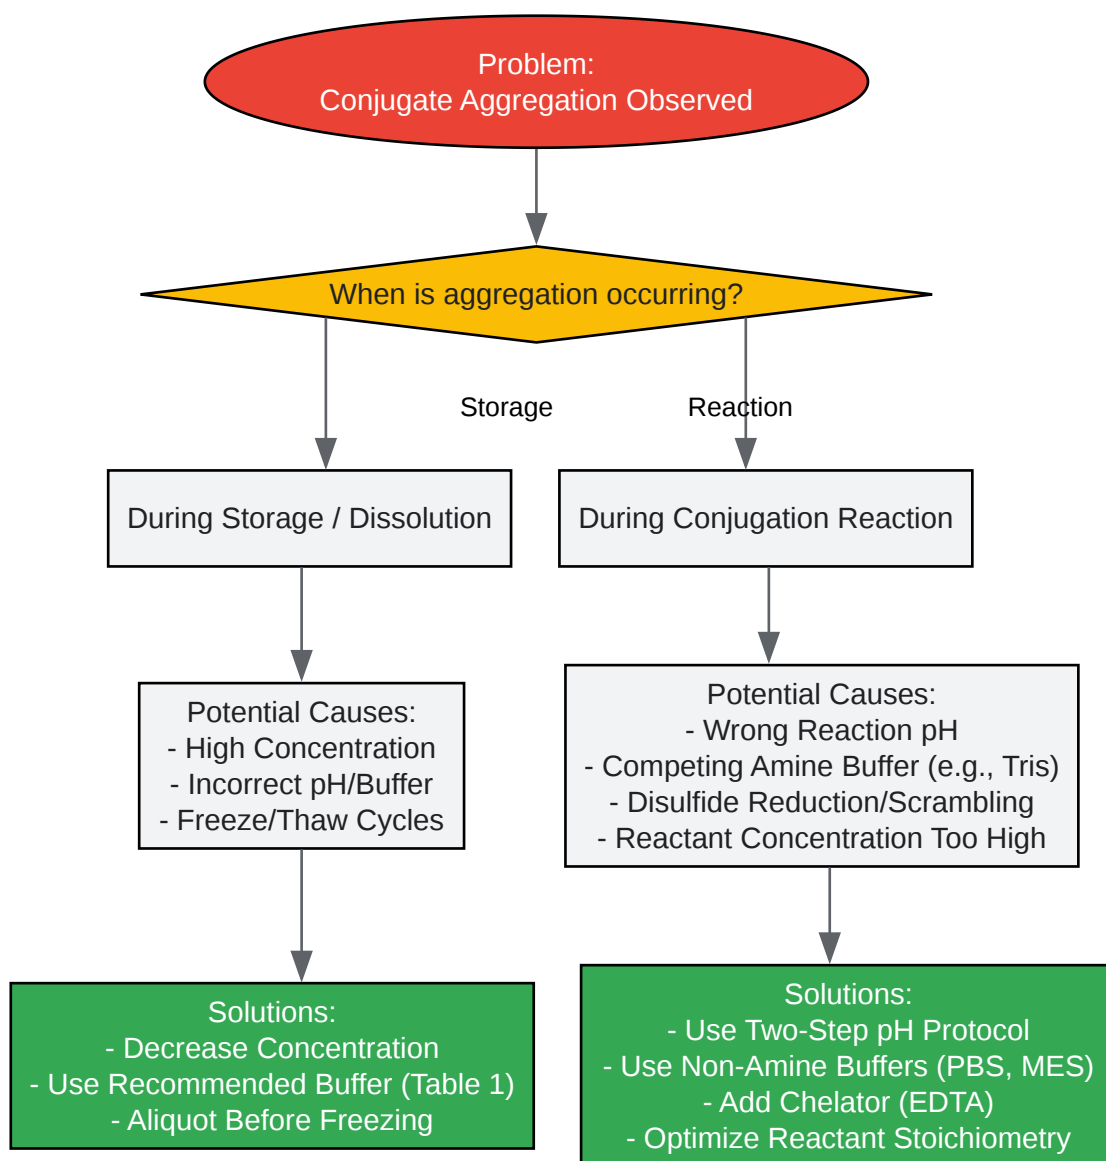 Problem:
Conjugate Aggregation Observed
When is aggregation occurring?
Storage
Reaction
During Storage / Dissolution
During Conjugation Reaction
Potential Causes:
- High Concentration
- Incorrect pH/Buffer
- Freeze/Thaw Cycles
Potential Causes:
- Wrong Reaction pH
- Competing Amine Buffer (e.g., Tris)
- Disulfide Reduction/Scrambling
- Reactant Concentration Too High
Solutions:
- Decrease Concentration
- Use Recommended Buffer (Table 1)
- Aliquot Before Freezing
Solutions:
- Use Two-Step pH Protocol
- Use Non-Amine Buffers (PBS, MES)
- Add Chelator (EDTA)
- Optimize Reactant Stoichiometry